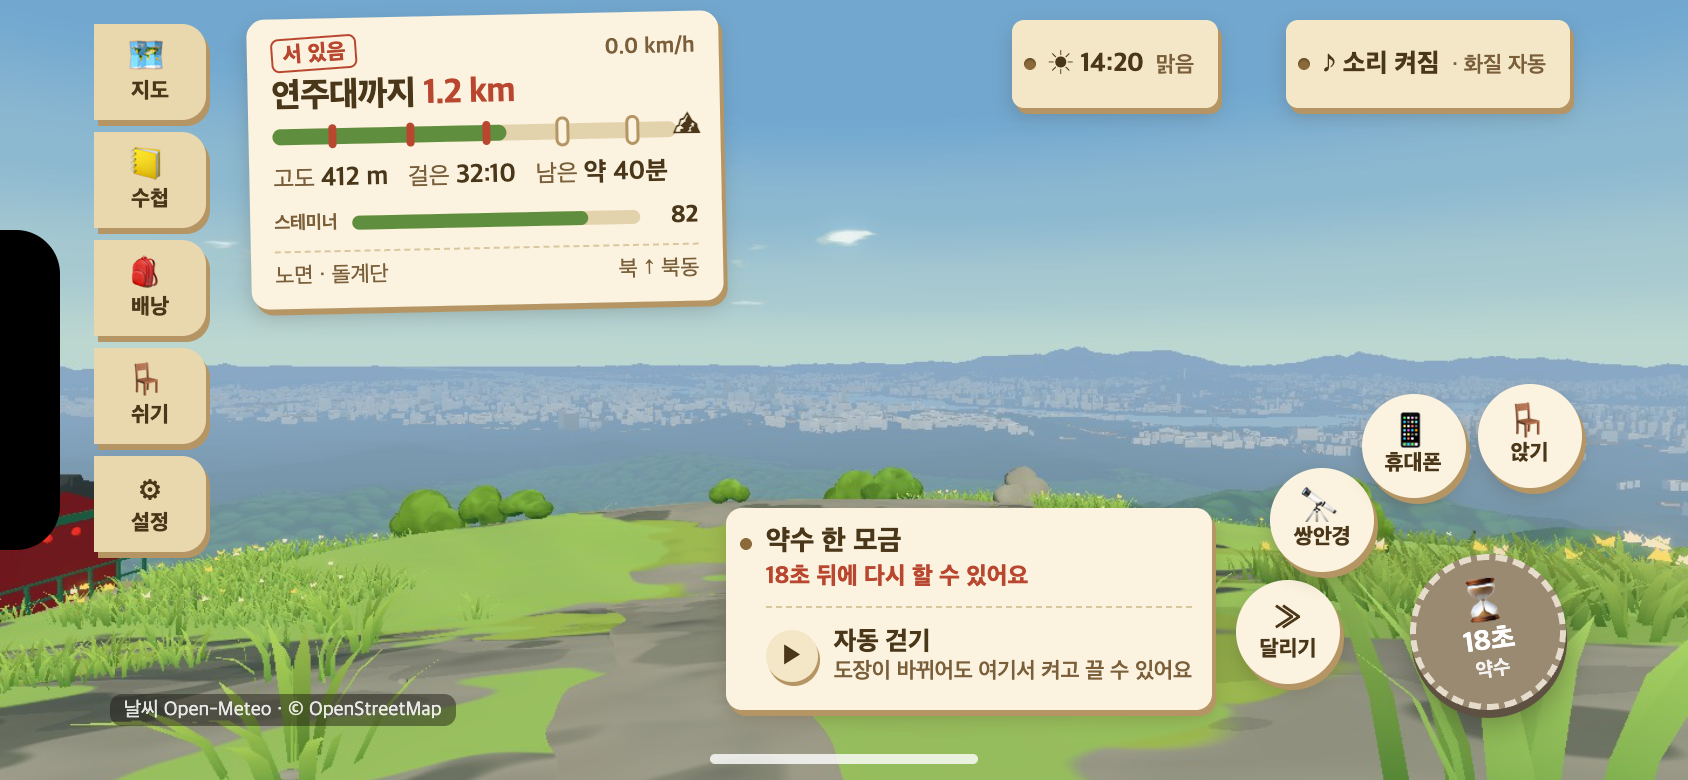 지도
수첩
배낭
쉬기
설정
서 있음
0.0 km/h
연주대까지 1.2 km
고도 412 m 걸은 32:10 남은 약 40분
스테미너 82
노면 · 돌계단
북 ↑ 북동
14:20 맑음
♪ 소리 켜짐 · 화질 자동
약수 한 모금
18초 뒤에 다시 할 수 있어요
자동 걷기
도장이 바뀌어도 여기서 켜고 끌 수 있어요
휴대폰
앉기
쌍안경
달리기
18초
약수
날씨 Open-Meteo · © OpenStreetMap